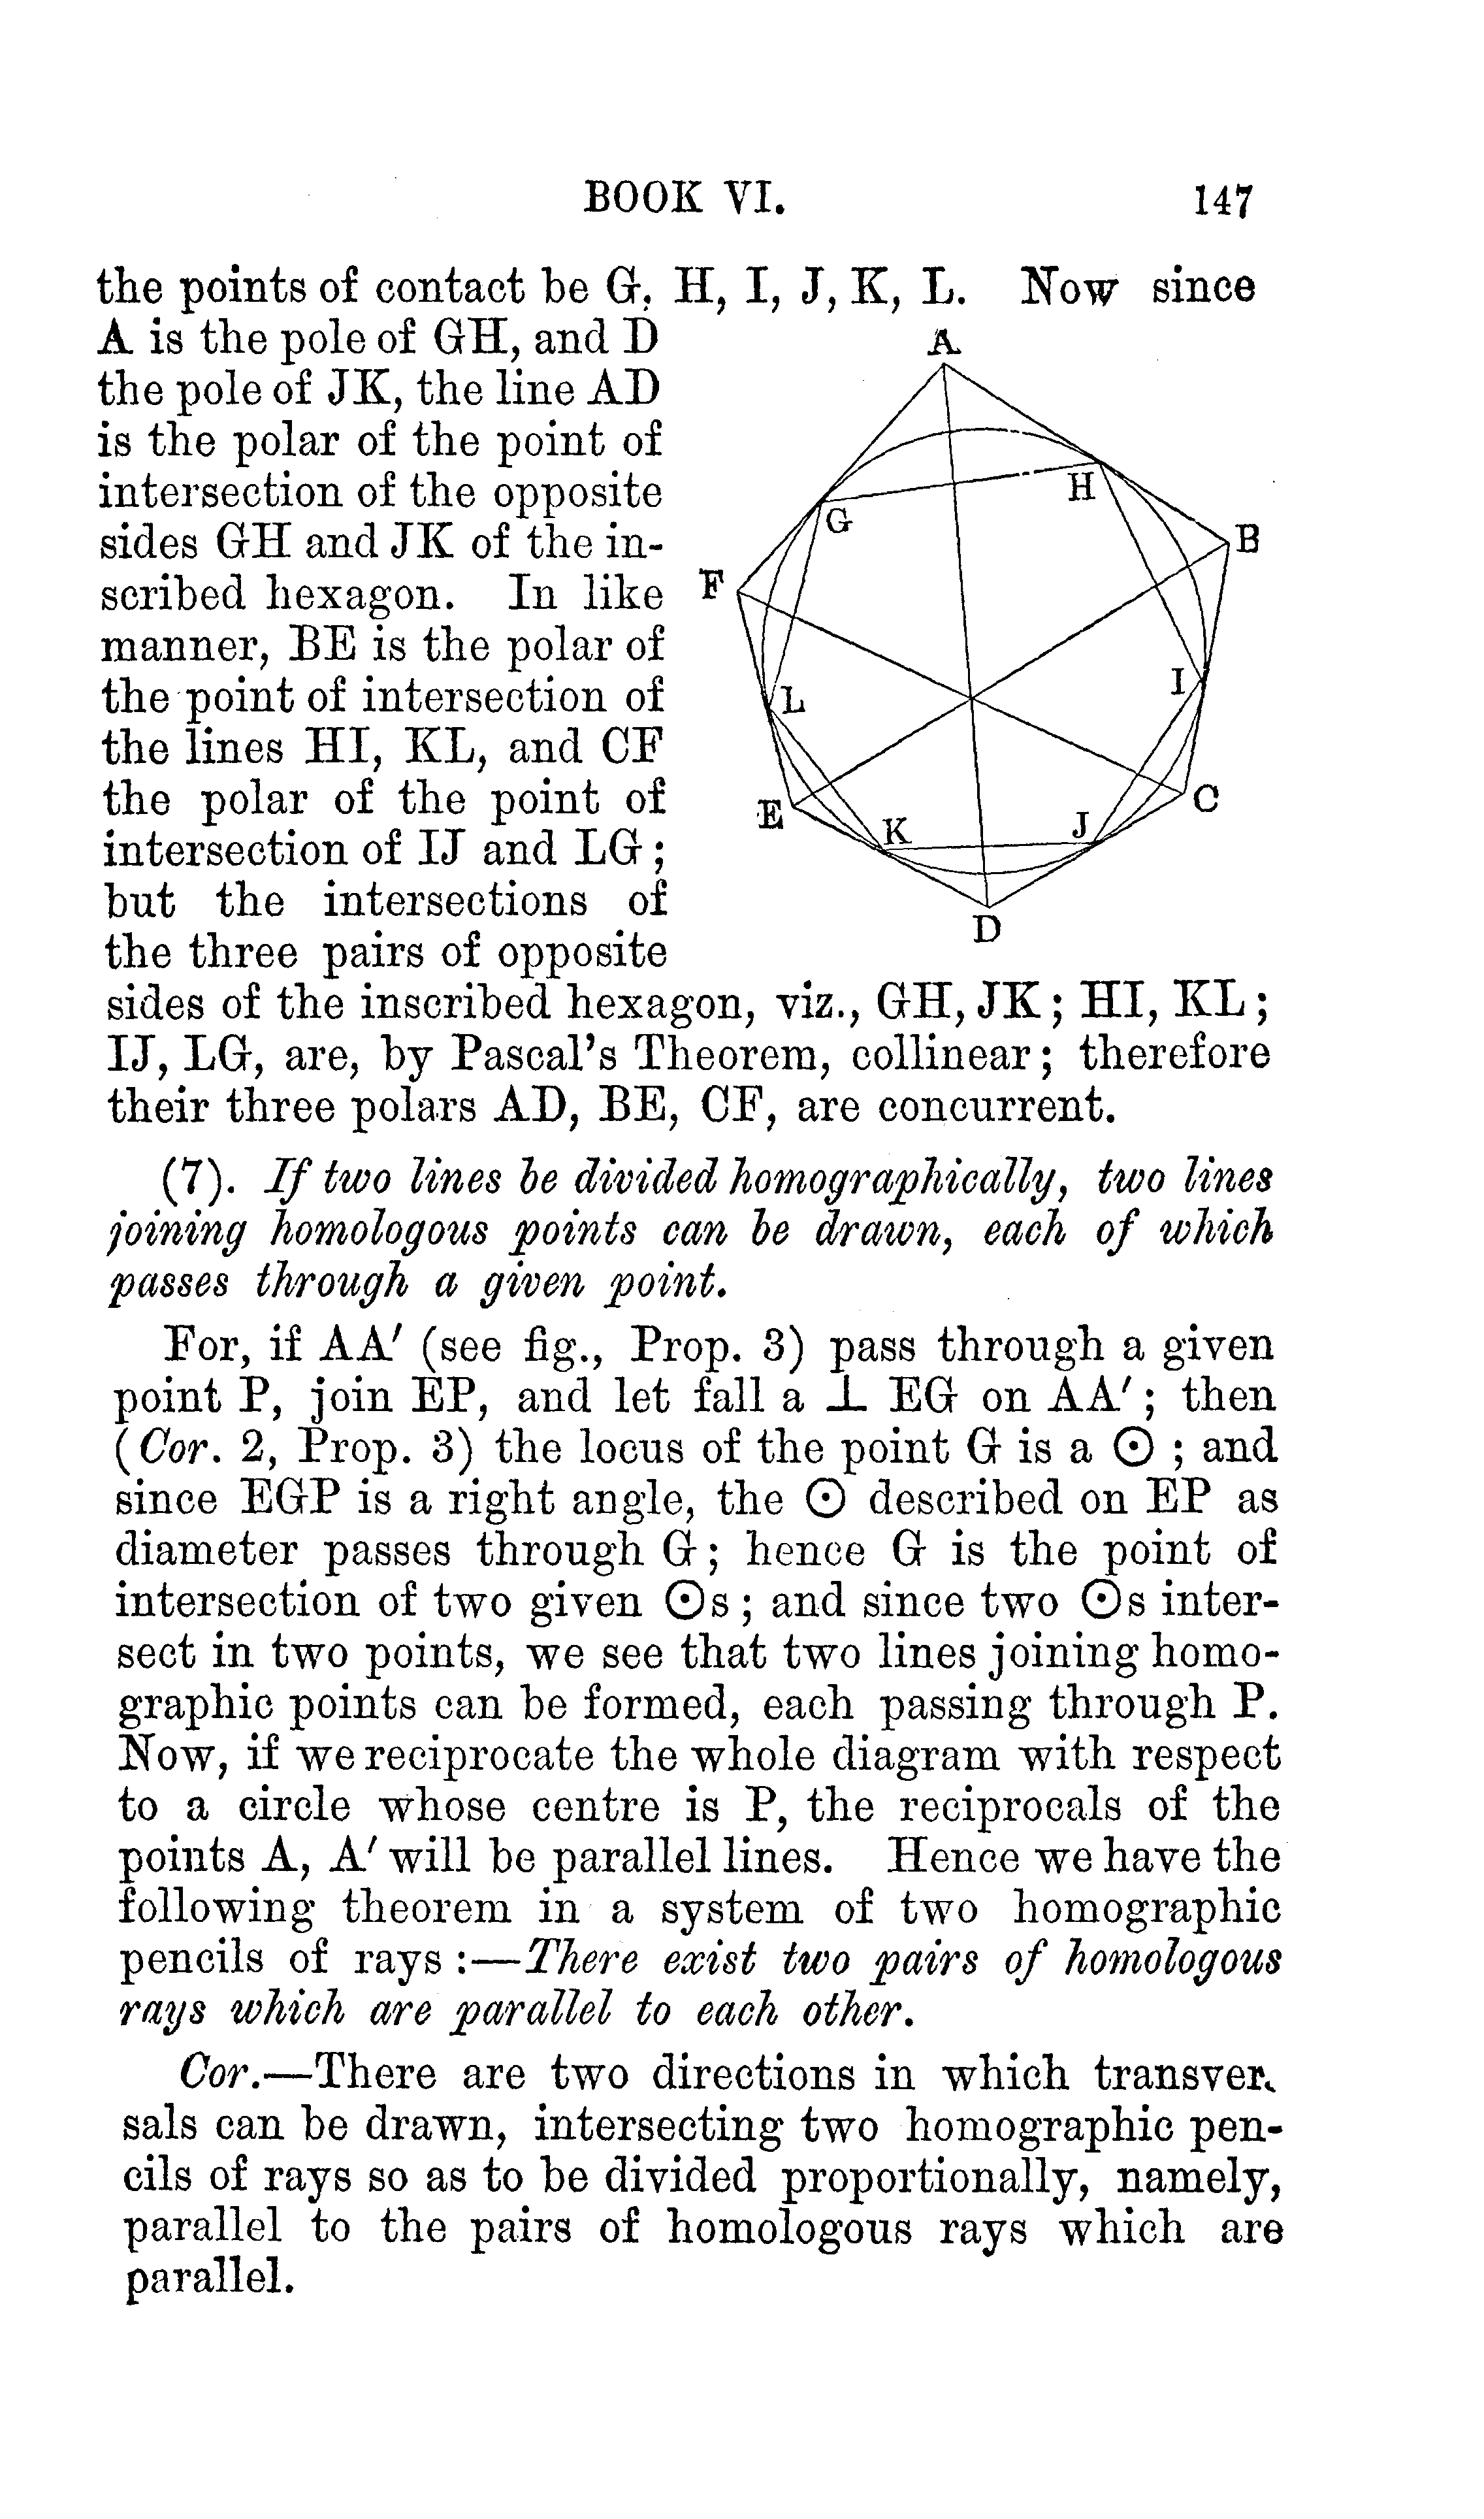 BOOK VI. 147
the points of contact be G, H, I, J, K, L. Now since
A is the pole of GH, and D
the pole of JK, the line AD
is the polar of the point of
intersection of the opposite
sides GH and JK of the in-
scribed hexagon. In like
manner, BE is the polar of
the point of intersection of
the lines HI, KL, and CF
the polar of the point of
intersection of IJ and LG;
but the intersections of
the three pairs of opposite
A
H
G
B
F
I
L
C
E
K
J
D
sides of the inscribed hexagon, viz., GH, JK; HI, KL;
IJ, LG, are, by Pascal's Theorem, collinear; therefore
their three polars AD, BE, CF, are concurrent.
(7). If two lines be divided homographically, two lines
joining homologous points can be drawn, each of which
passes through a given point.
For, if AA′ (see fig., Prop. 3) pass through a given
point P, join EP, and let fall a ⊥ EG on AA′; then
(Cor. 2, Prop. 3) the locus of the point G is a ⊙; and
since EGP is a right angle, the ⊙ described on EP as
diameter passes through G; hence G is the point of
intersection of two given ⊙s; and since two ⊙s inter-
sect in two points, we see that two lines joining homo-
graphic points can be formed, each passing through P.
Now, if we reciprocate the whole diagram with respect
to a circle whose centre is P, the reciprocals of the
points A, A′ will be parallel lines. Hence we have the
following theorem in a system of two homographic
pencils of rays:—There exist two pairs of homologous
rays which are parallel to each other.
Cor.—There are two directions in which transver-
sals can be drawn, intersecting two homographic pen-
cils of rays so as to be divided proportionally, namely,
parallel to the pairs of homologous rays which are
parallel.